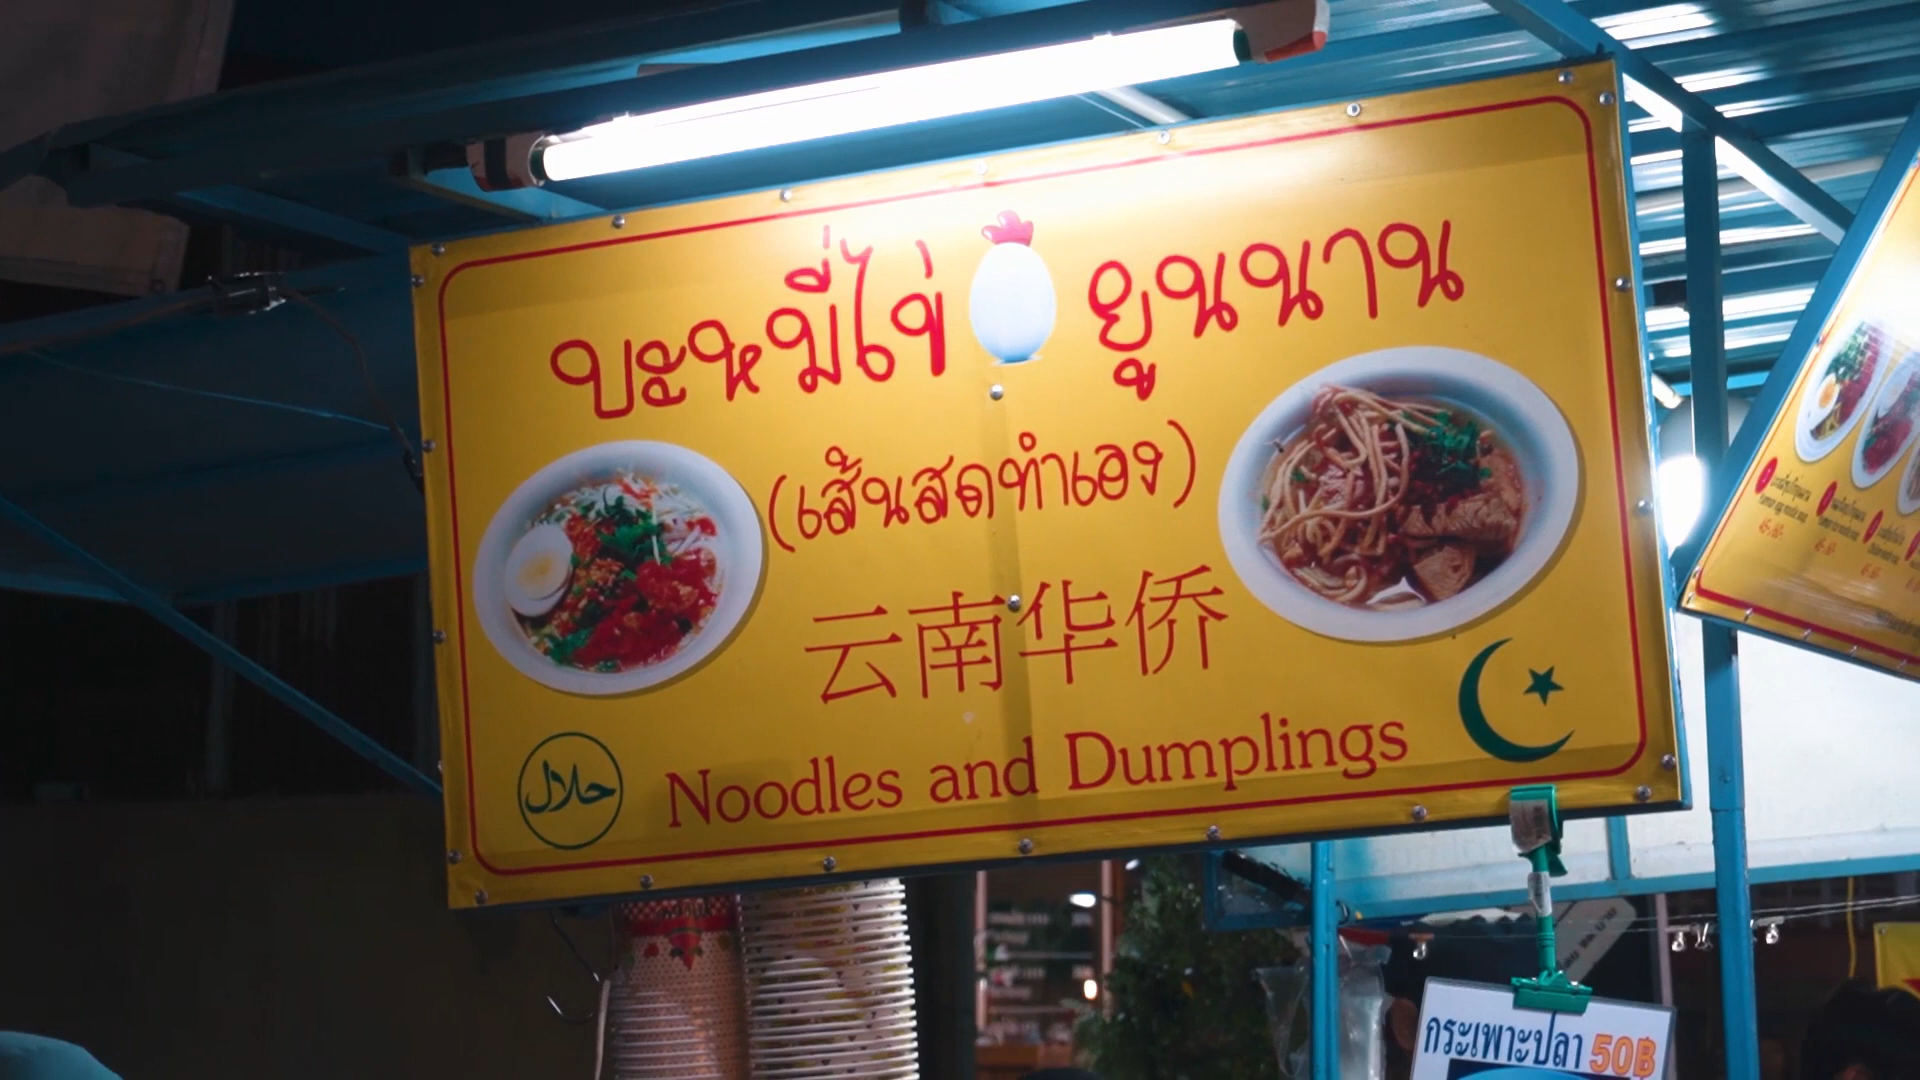 บะหมี่ไข่ ยูนนาน
(เส้นสดทำเอง)
云南华侨
Noodles and Dumplings
حلال
กระเพาะปลา 50฿